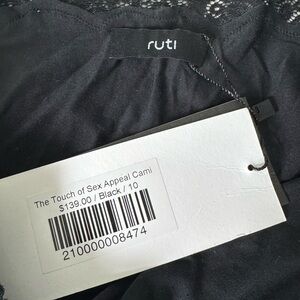 ruti
The Touch of Sex Appeal Cami
$139.00 / Black / 10
210000008474